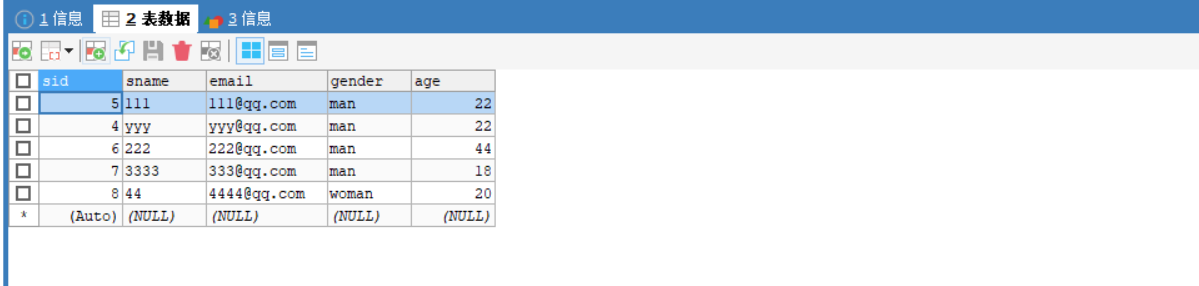 1 信息 2 表数据 3 信息
sid sname email gender age
5 111 111@qq.com man 22
4 yyy yyy@qq.com man 22
6 222 222@qq.com man 44
7 3333 333@qq.com man 18
8 44 4444@qq.com woman 20
* (Auto) (NULL) (NULL) (NULL) (NULL)